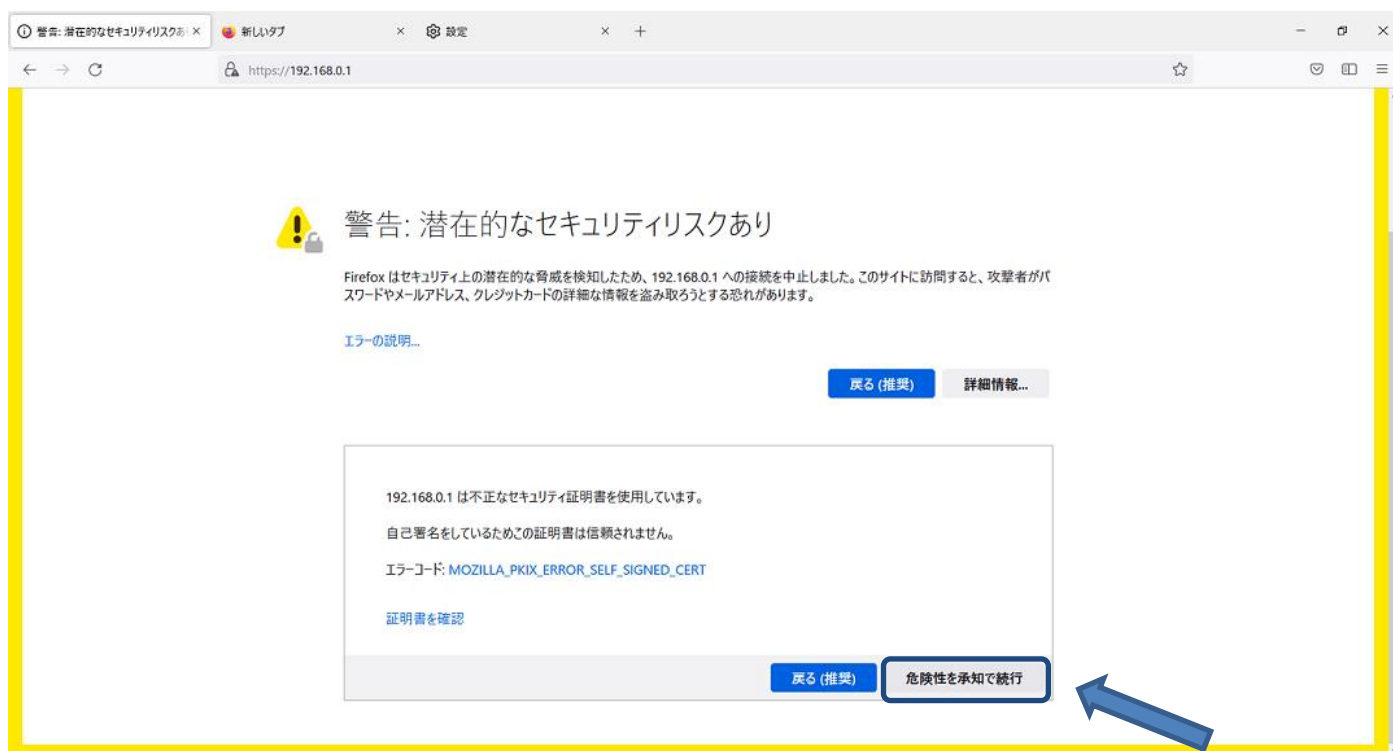 警告: 潜在的なセキュリティリスクあり
新しいタブ
設定
https://192.168.0.1
警告: 潜在的なセキュリティリスクあり
Firefox はセキュリティ上の潜在的な脅威を検知したため、192.168.0.1 への接続を中止しました。このサイトに訪問すると、攻撃者がパ
スワードやメールアドレス、クレジットカードの詳細な情報を盗み取ろうとする恐れがあります。
エラーの説明...
戻る (推奨)
詳細情報...
192.168.0.1 は不正なセキュリティ証明書を使用しています。
自己署名をしているためこの証明書は信頼されません。
エラーコード: MOZILLA_PKIX_ERROR_SELF_SIGNED_CERT
証明書を確認
戻る (推奨)
危険性を承知で続行